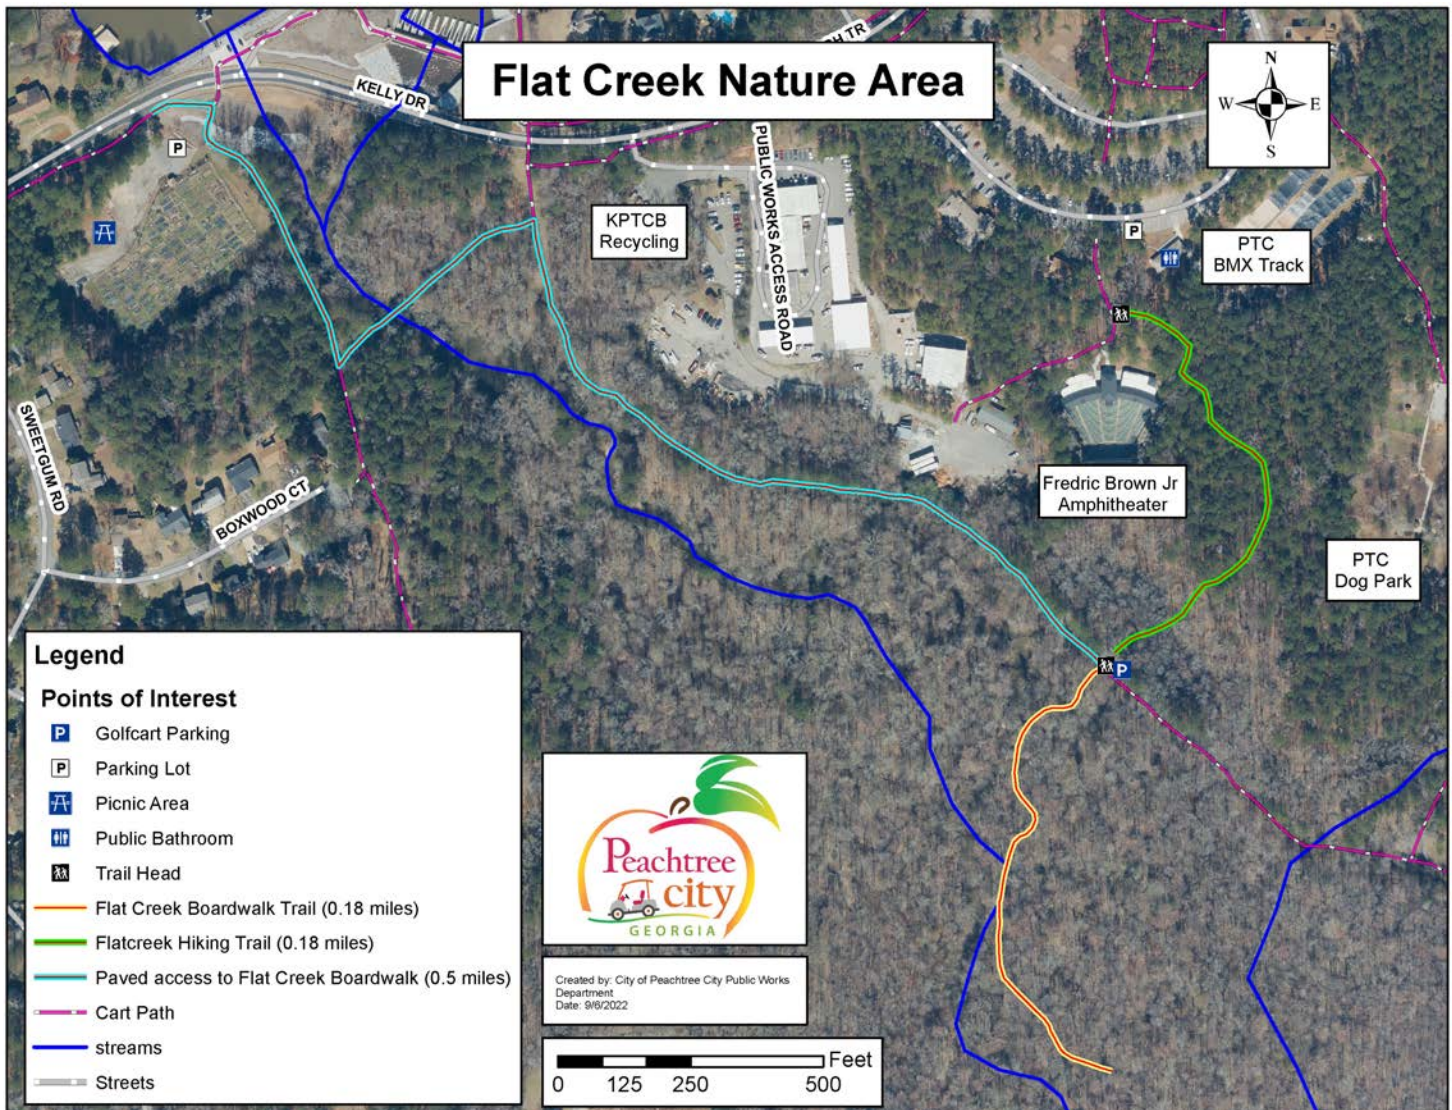 Flat Creek Nature Area
N
W
E
S
KELLY DR
H TR
P
KPTCB
Recycling
PUBLIC WORKS ACCESS ROAD
P
PTC
BMX Track
SWEETGUM RD
BOXWOOD CT
Fredric Brown Jr
Amphitheater
PTC
Dog Park
P
Legend
Points of Interest
P Golfcart Parking
P Parking Lot
Picnic Area
Public Bathroom
Trail Head
Flat Creek Boardwalk Trail (0.18 miles)
Flatcreek Hiking Trail (0.18 miles)
Paved access to Flat Creek Boardwalk (0.5 miles)
Cart Path
streams
Streets
Peachtree
city
GEORGIA
Created by: City of Peachtree City Public Works
Department
Date: 9/6/2022
Feet
0 125 250 500